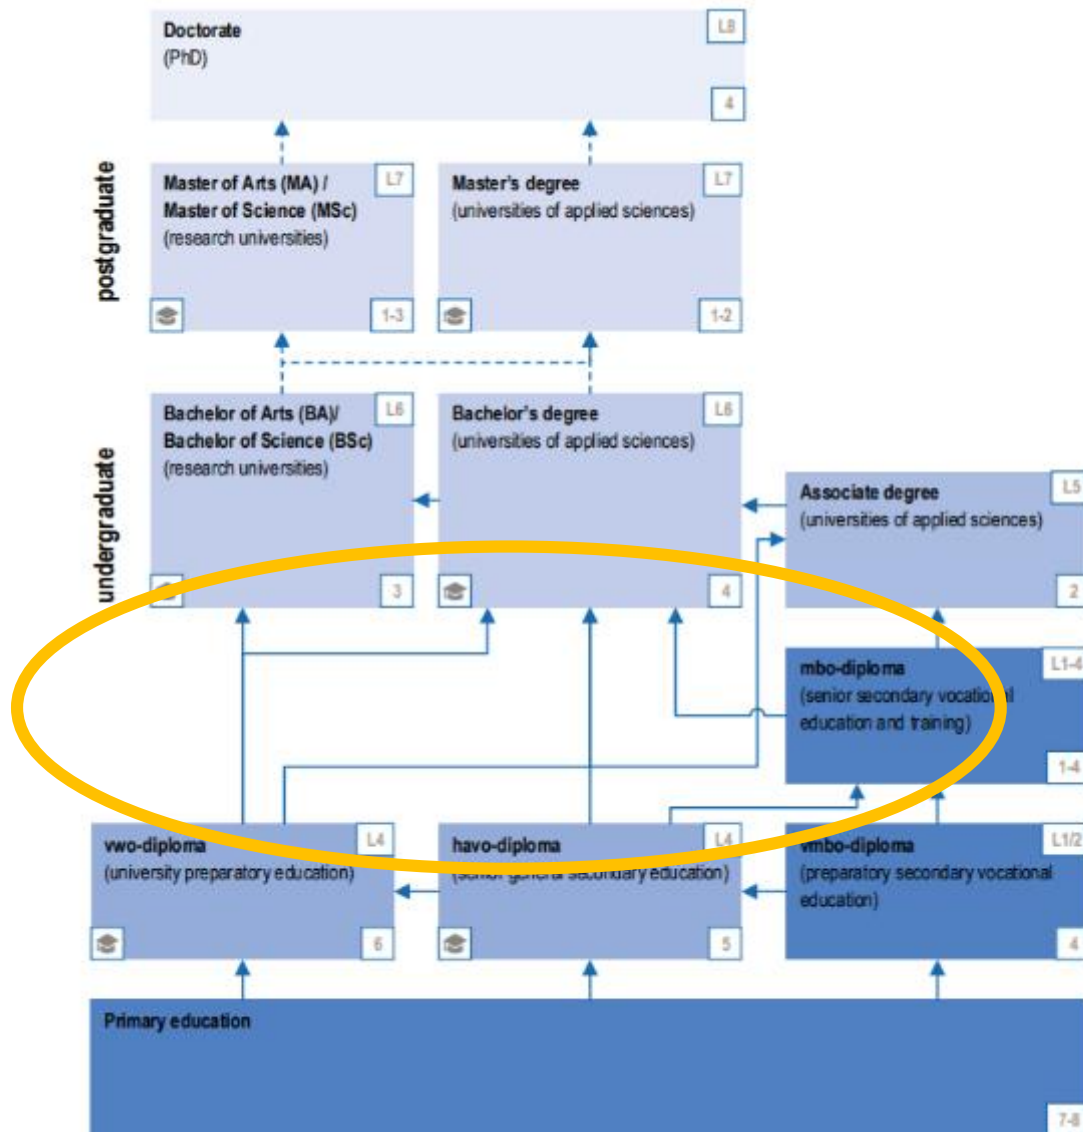 Doctorate
(PhD)
L8
4
postgraduate
Master of Arts (MA) /
Master of Science (MSc)
(research universities)
L7
1-3
Master's degree
(universities of applied sciences)
L7
1-2
undergraduate
Bachelor of Arts (BA)/
Bachelor of Science (BSc)
(research universities)
L6
3
Bachelor's degree
(universities of applied sciences)
L6
4
Associate degree
(universities of applied sciences)
L5
2
mbo-diploma
(senior secondary vocational
education and training)
L1-4
1-4
vwo-diploma
(university preparatory education)
L4
6
havo-diploma
(senior general secondary education)
L4
5
vmbo-diploma
(preparatory secondary vocational
education)
L1/2
4
Primary education
7-8